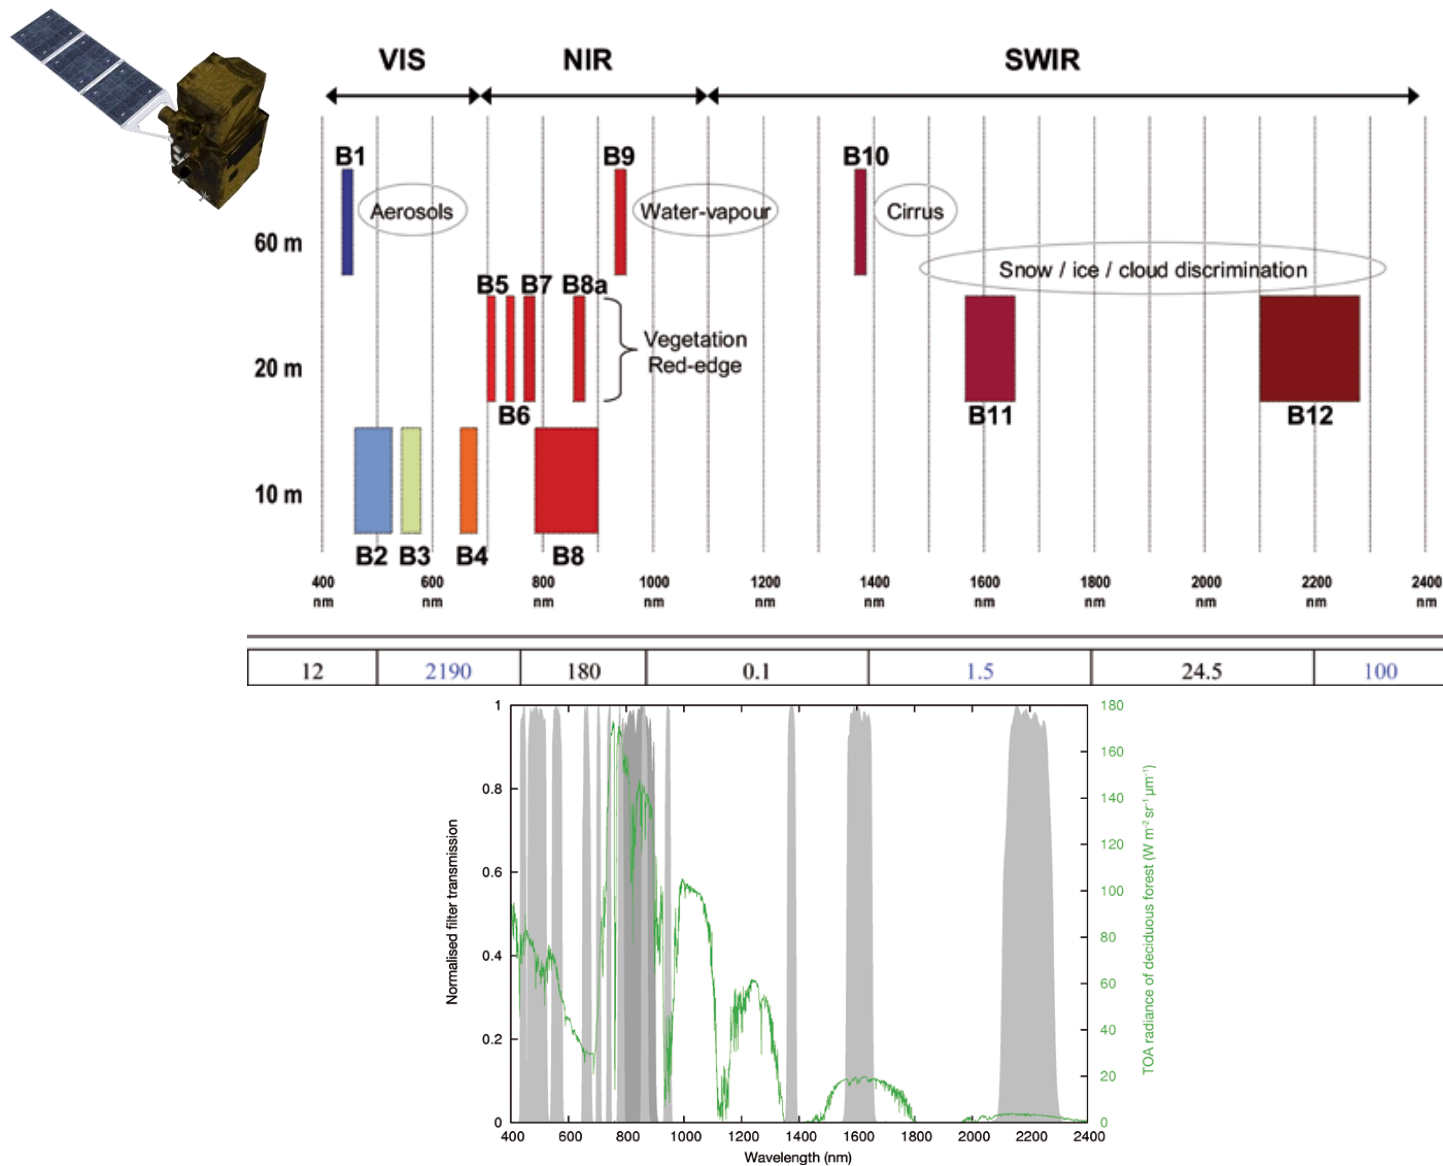 VIS NIR SWIR
B1 B9 B10
Aerosols Water-vapour Cirrus
60 m
Snow / ice / cloud discrimination
B5 B7 B8a
Vegetation
Red-edge
20 m
B6 B11 B12
10 m
B2 B3 B4 B8
400 600 800 1000 1200 1400 1600 1800 2000 2200 2400
nm nm nm nm nm nm nm nm nm nm nm
12 2190 180 0.1 1.5 24.5 100
Normalised filter transmission
1
0.8
0.6
0.4
0.2
0
180
160
140
120
100
80
60
40
20
0
TOA radiance of deciduous forest (W m⁻² sr⁻¹ µm⁻¹)
400 600 800 1000 1200 1400 1600 1800 2000 2200 2400
Wavelength (nm)